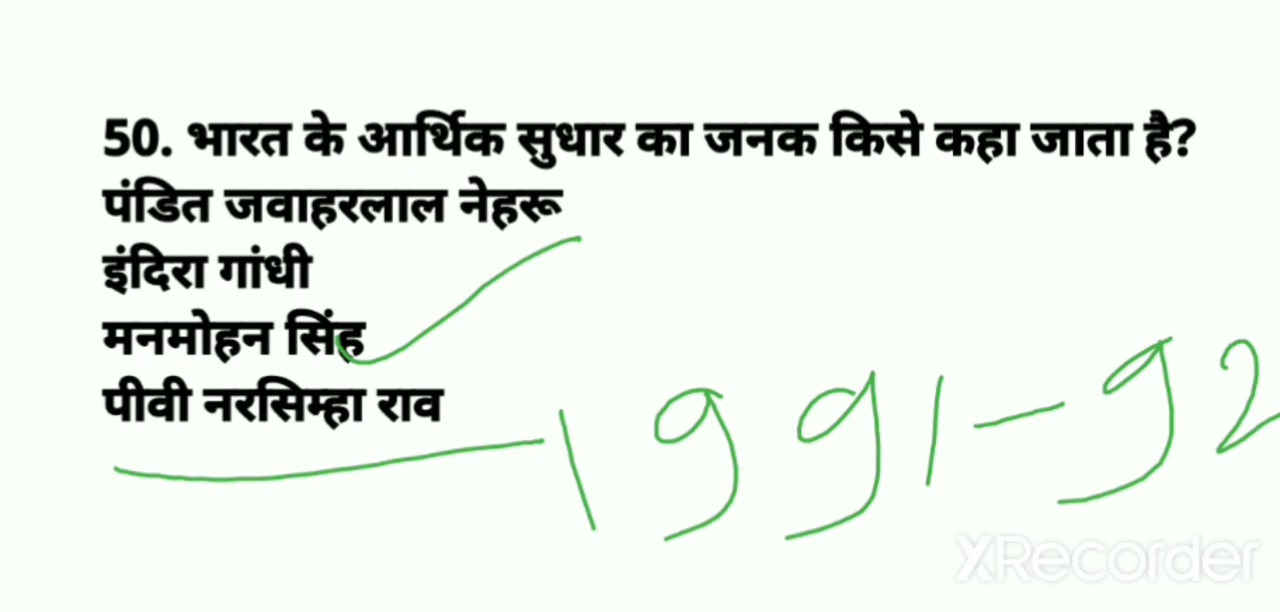 50. भारत के आर्थिक सुधार का जनक किसे कहा जाता है?
पंडित जवाहरलाल नेहरू
इंदिरा गांधी
मनमोहन सिंह
पीवी नरसिम्हा राव
1991-92
XRecorder